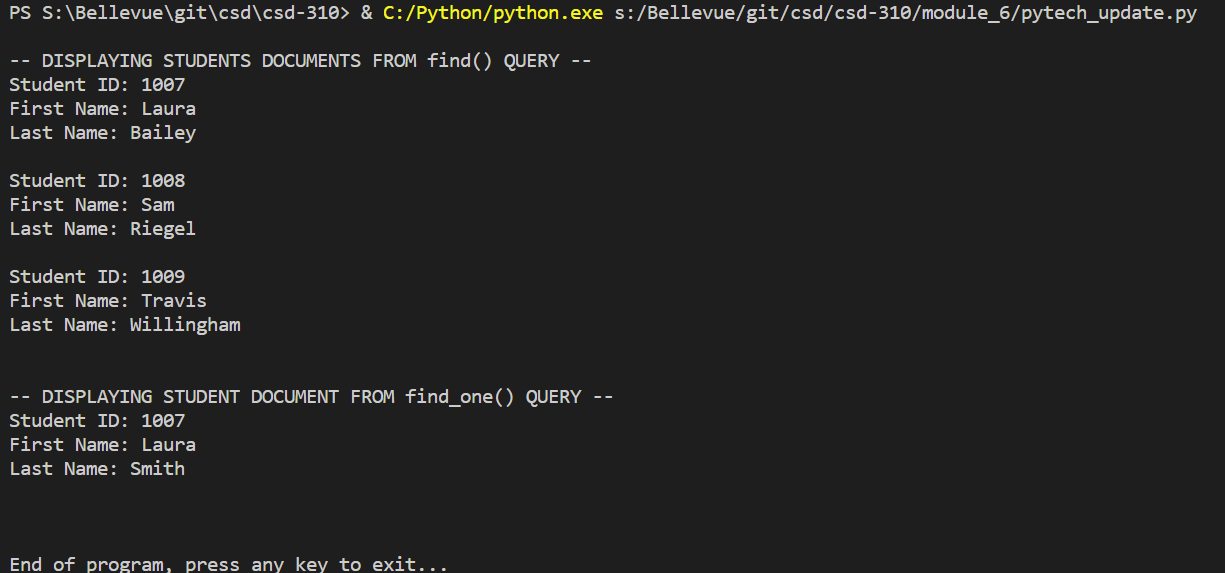 PS S:\Bellevue\git\csd\csd-310> & C:/Python/python.exe s:/Bellevue/git/csd/csd-310/module_6/pytech_update.py
-- DISPLAYING STUDENTS DOCUMENTS FROM find() QUERY --
Student ID: 1007
First Name: Laura
Last Name: Bailey
Student ID: 1008
First Name: Sam
Last Name: Riegel
Student ID: 1009
First Name: Travis
Last Name: Willingham
-- DISPLAYING STUDENT DOCUMENT FROM find_one() QUERY --
Student ID: 1007
First Name: Laura
Last Name: Smith
End of program, press any key to exit...